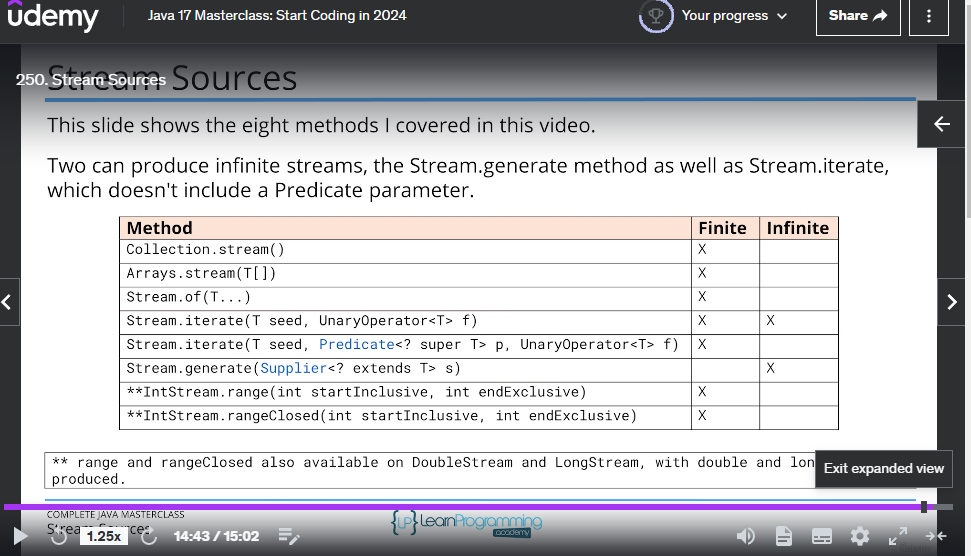 ûdemy
Java 17 Masterclass: Start Coding in 2024
Your progress
Share
Stream Sources
250. Stream Sources
This slide shows the eight methods I covered in this video.
Two can produce infinite streams, the Stream.generate method as well as Stream.iterate,
which doesn't include a Predicate parameter.
Method Finite Infinite
Collection.stream() X
Arrays.stream(T[]) X
Stream.of(T...) X
Stream.iterate(T seed, UnaryOperator<T> f) X X
Stream.iterate(T seed, Predicate<? super T> p, UnaryOperator<T> f) X
Stream.generate(Supplier<? extends T> s) X
**IntStream.range(int startInclusive, int endExclusive) X
**IntStream.rangeClosed(int startInclusive, int endExclusive) X
** range and rangeClosed also available on DoubleStream and LongStream, with double and lon
produced.
Exit expanded view
COMPLETE JAVA MASTERCLASS
Stream Sources
{LP} LearnProgramming
academy
1.25x
14:43 / 15:02